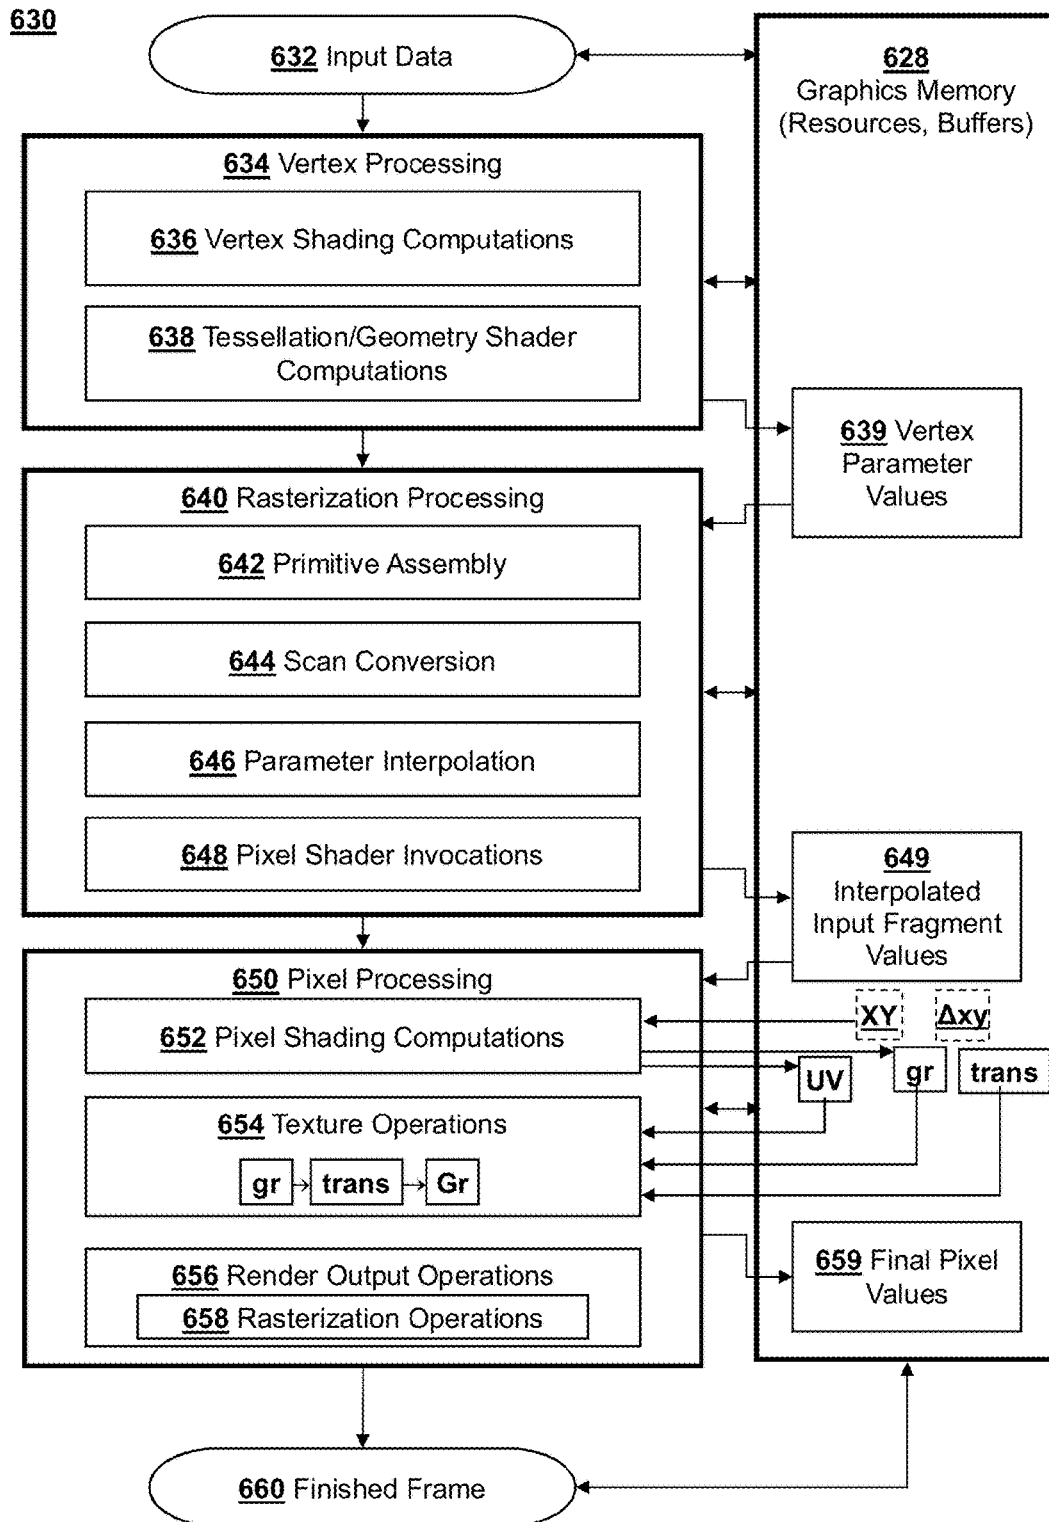 630
632 Input Data
628
Graphics Memory
(Resources, Buffers)
634 Vertex Processing
636 Vertex Shading Computations
638 Tessellation/Geometry Shader
Computations
639 Vertex
Parameter
Values
640 Rasterization Processing
642 Primitive Assembly
644 Scan Conversion
646 Parameter Interpolation
648 Pixel Shader Invocations
649
Interpolated
Input Fragment
Values
650 Pixel Processing
652 Pixel Shading Computations
XY
Δxy
UV
gr
trans
654 Texture Operations
gr
trans
Gr
656 Render Output Operations
658 Rasterization Operations
659 Final Pixel
Values
660 Finished Frame